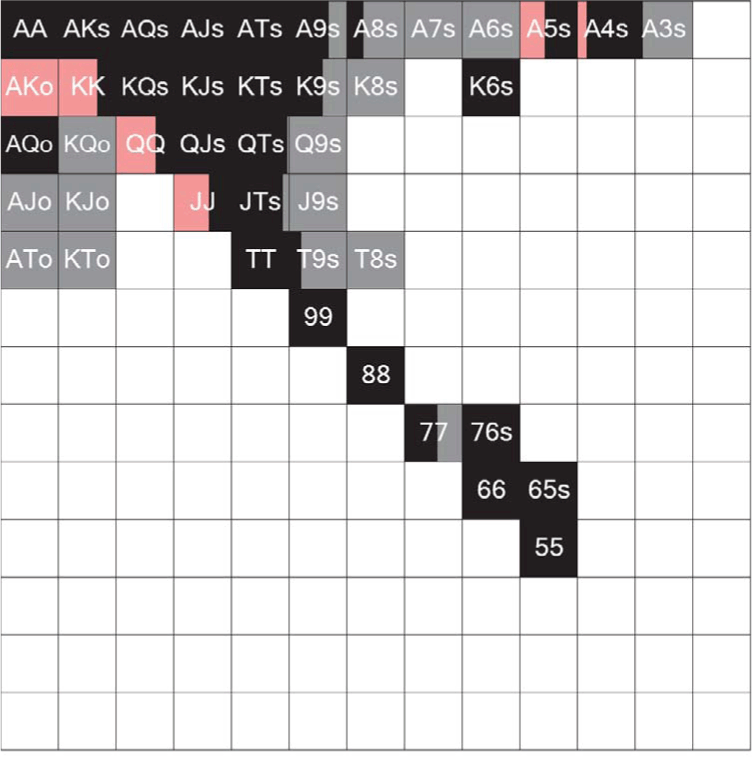 AA AKs AQs AJs ATs A9s A8s A7s A6s A5s A4s A3s
AKo KK KQs KJs KTs K9s K8s K6s
AQo KQo QQ QJs QTs Q9s
AJo KJo JJ JTs J9s
ATo KTo TT T9s T8s
99
88
77 76s
66 65s
55